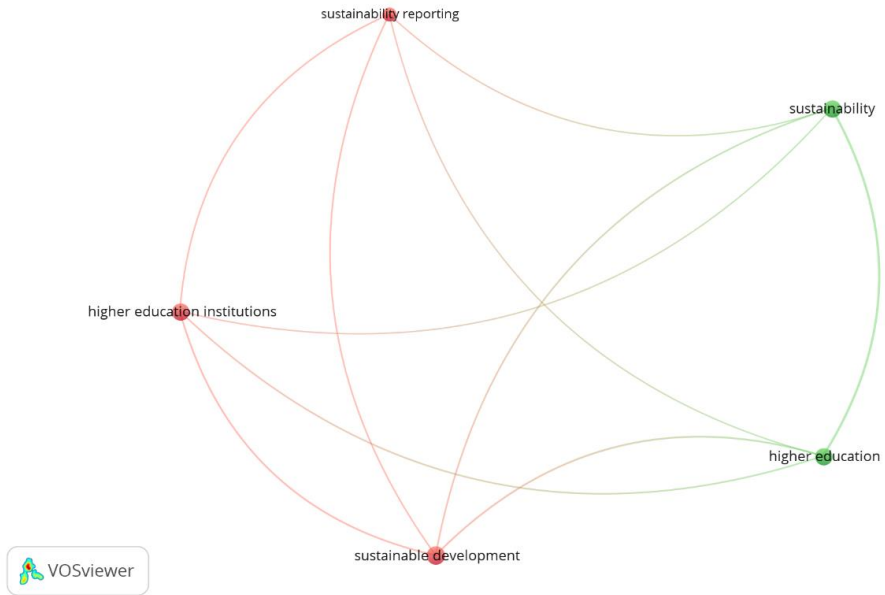 sustainability reporting
sustainability
higher education institutions
higher education
sustainable development
VOSviewer